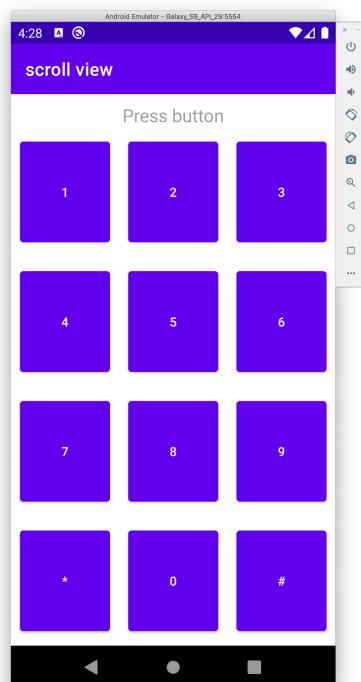 Android Emulator - Galaxy_S9_API_29:5554
4:28 A
scroll view
Press button
1 2 3
4 5 6
7 8 9
* 0 #